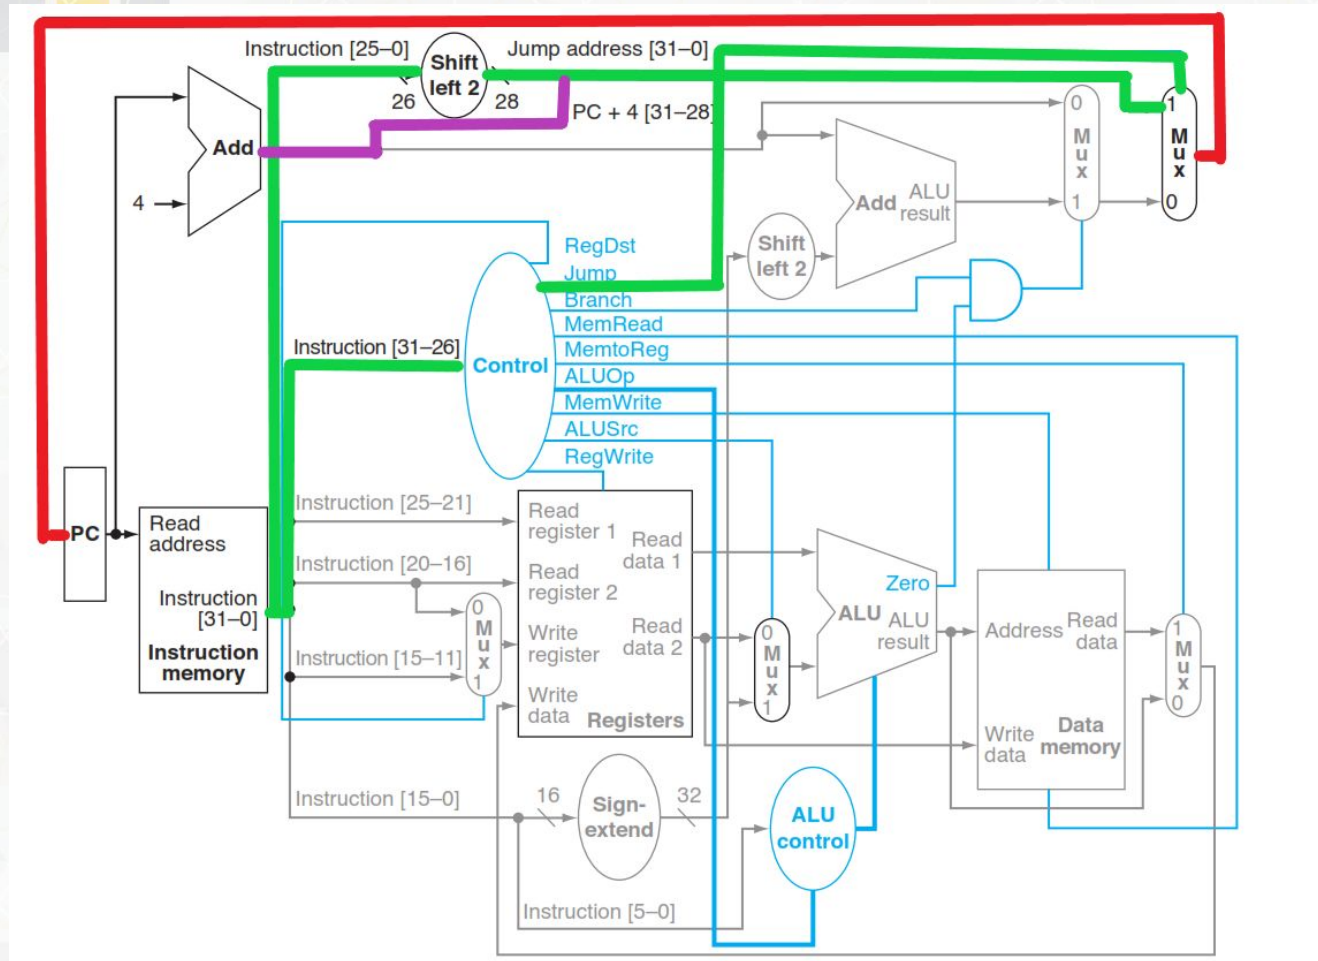 Instruction [25–0]
Shift
left 2
Jump address [31–0]
26
28
PC + 4 [31–28]
Add
4
0
M
u
x
1
1
M
u
x
0
Add
ALU
result
Shift
left 2
RegDst
Jump
Branch
MemRead
MemtoReg
ALUOp
MemWrite
ALUSrc
RegWrite
Instruction [31–26]
Control
PC
Read
address
Instruction
[31–0]
Instruction
memory
Instruction [25–21]
Instruction [20–16]
Instruction [15–11]
0
M
u
x
1
Read
register 1
Read
register 2
Write
register
Write
data
Read
data 1
Read
data 2
Registers
0
M
u
x
1
Zero
ALU
ALU
result
Address
Read
data
Write
data
Data
memory
1
M
u
x
0
Instruction [15–0]
16
Sign-
extend
32
ALU
control
Instruction [5–0]